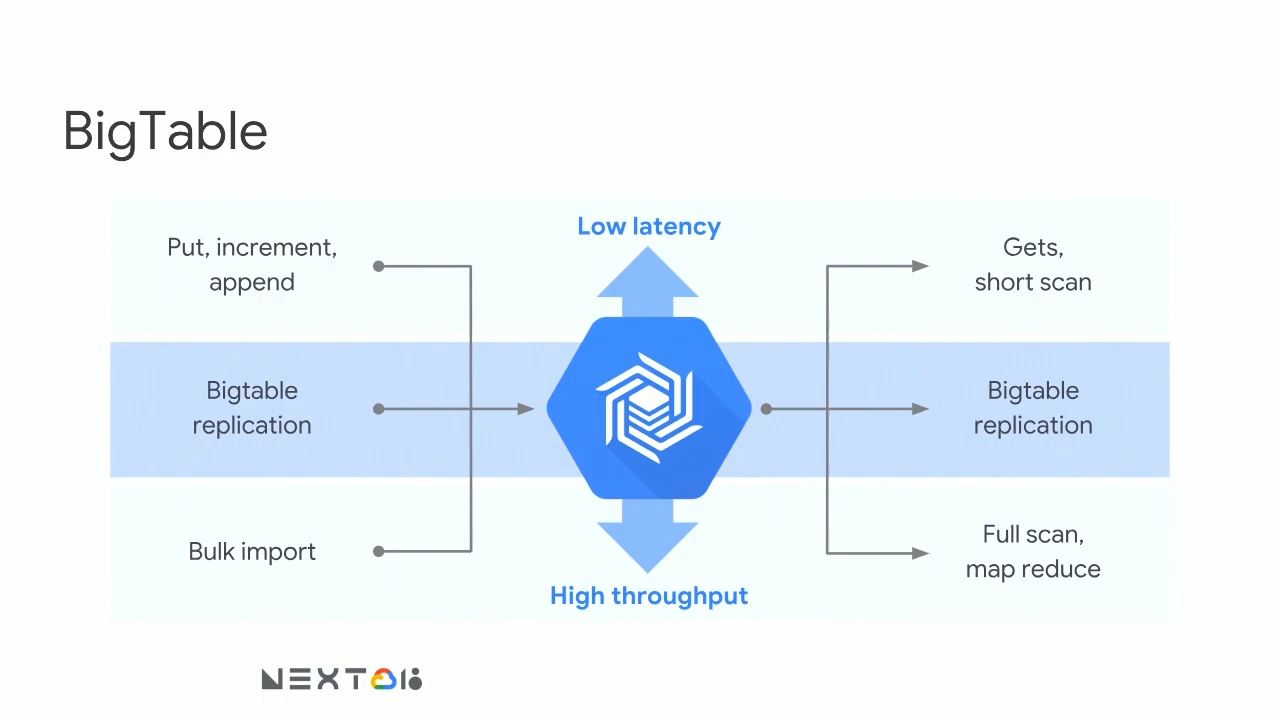 BigTable
Low latency
Put, increment,
append
Gets,
short scan
Bigtable
replication
Bigtable
replication
Bulk import
Full scan,
map reduce
High throughput
NEXT 18